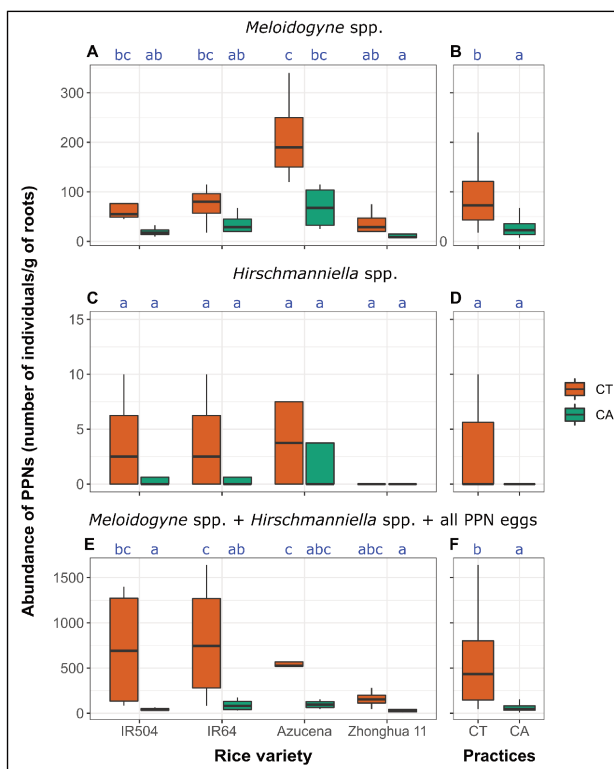 Meloidogyne spp.
A
B
bc ab bc ab c bc ab a
b a
300
200
100
0
0
Hirschmanniella spp.
C
D
a a a a a a a a
a a
15
10
5
0
CT
CA
Meloidogyne spp. + Hirschmanniella spp. + all PPN eggs
E
F
bc a c ab c abc abc a
b a
1500
1000
500
0
IR504 IR64 Azucena Zhonghua 11
CT CA
Rice variety
Practices
Abundance of PPNs (number of individuals/g of roots)